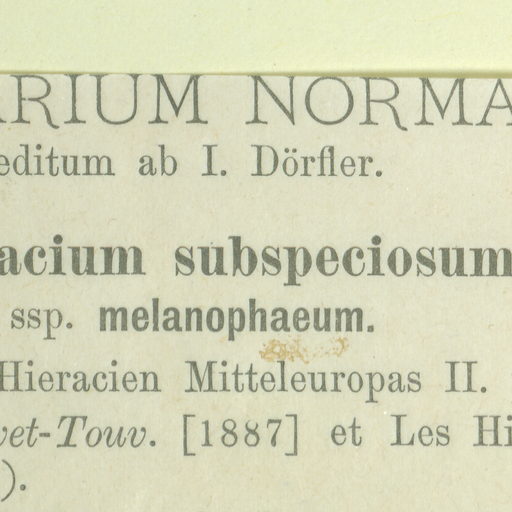 ARIUM NORMA
editum ab I. Dörfler.
acium subspeciosum
ssp. melanophaeum.
Hieracien Mitteleuropas II.
vet-Touv. [1887] et Les Hi
).